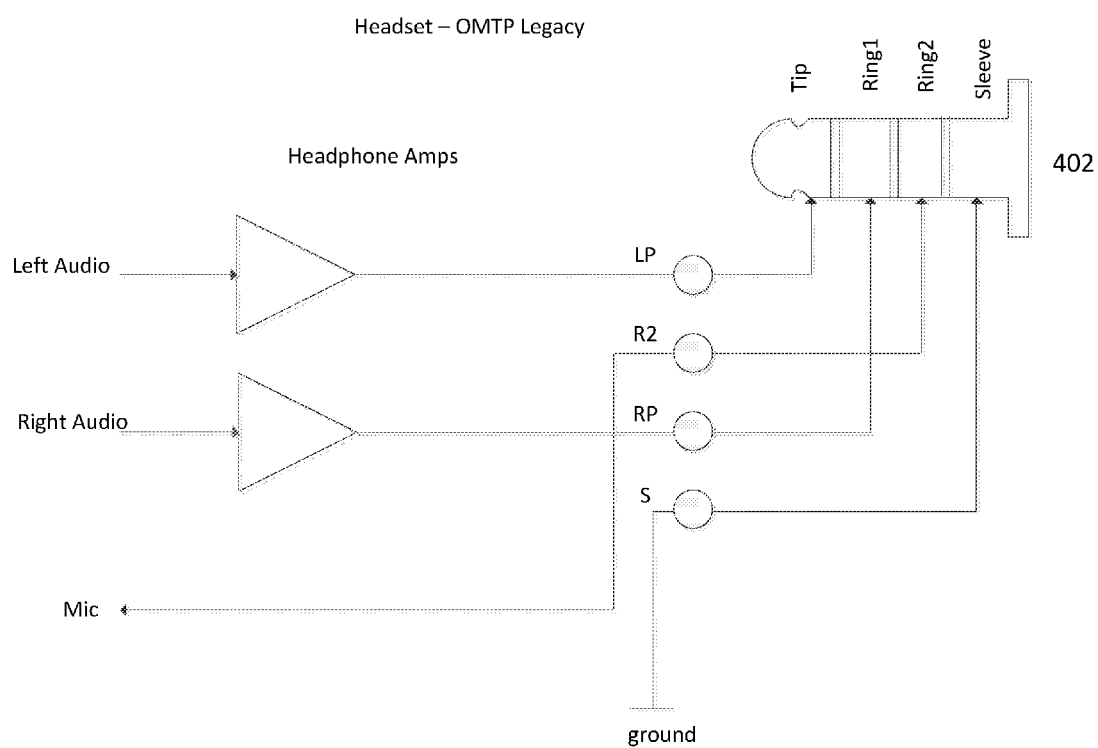 Headset – OMTP Legacy
Tip
Ring1
Ring2
Sleeve
402
Headphone Amps
Left Audio
LP
R2
Right Audio
RP
S
Mic
ground